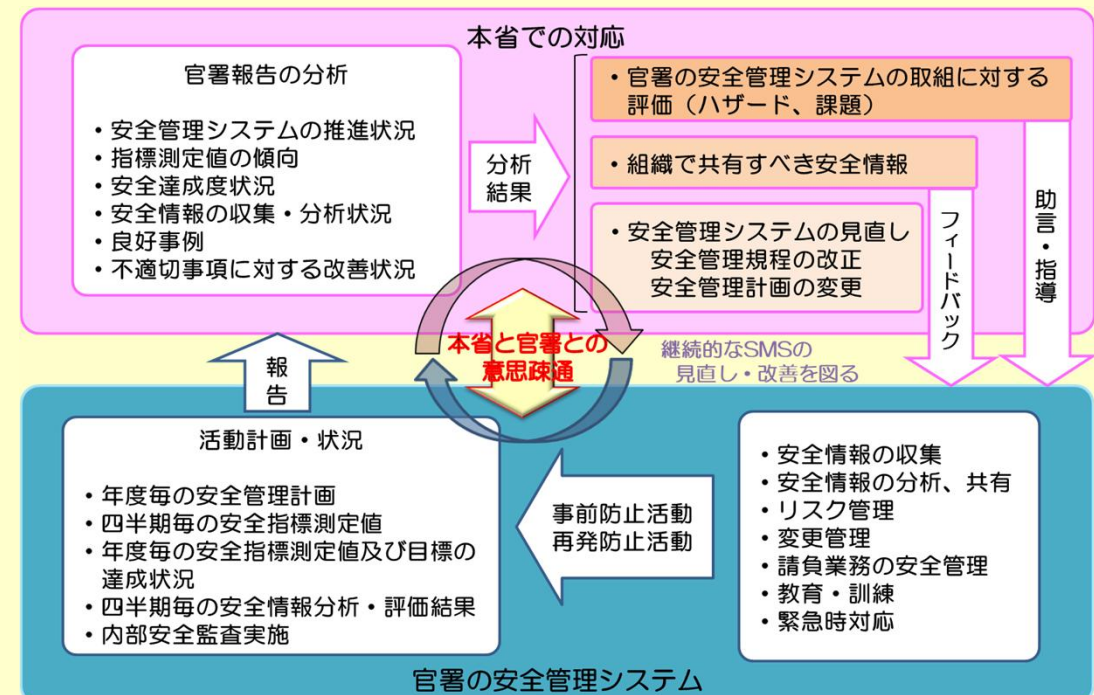 本省での対応
官署報告の分析
・安全管理システムの推進状況
・指標測定値の傾向
・安全達成度状況
・安全情報の収集・分析状況
・良好事例
・不適切事項に対する改善状況
分析
結果
・官署の安全管理システムの取組に対する
評価（ハザード、課題）
・組織で共有すべき安全情報
・安全管理システムの見直し
安全管理規程の改正
安全管理計画の変更
フィードバック
助言・指導
本省と官署との
意思疎通
継続的なSMSの
見直し・改善を図る
報
告
活動計画・状況
・年度毎の安全管理計画
・四半期毎の安全指標測定値
・年度毎の安全指標測定値及び目標の
達成状況
・四半期毎の安全情報分析・評価結果
・内部安全監査実施
事前防止活動
再発防止活動
・安全情報の収集
・安全情報の分析、共有
・リスク管理
・変更管理
・請負業務の安全管理
・教育・訓練
・緊急時対応
官署の安全管理システム